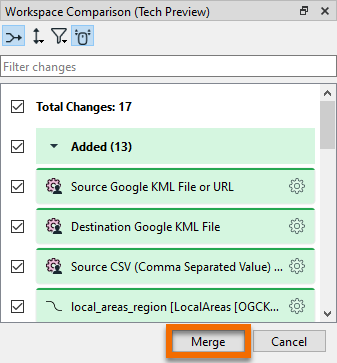 Workspace Comparison (Tech Preview)
Filter changes
Total Changes: 17
Added (13)
Source Google KML File or URL
Destination Google KML File
Source CSV (Comma Separated Value) ...
local_areas_region [LocalAreas [OGCK...
Merge
Cancel